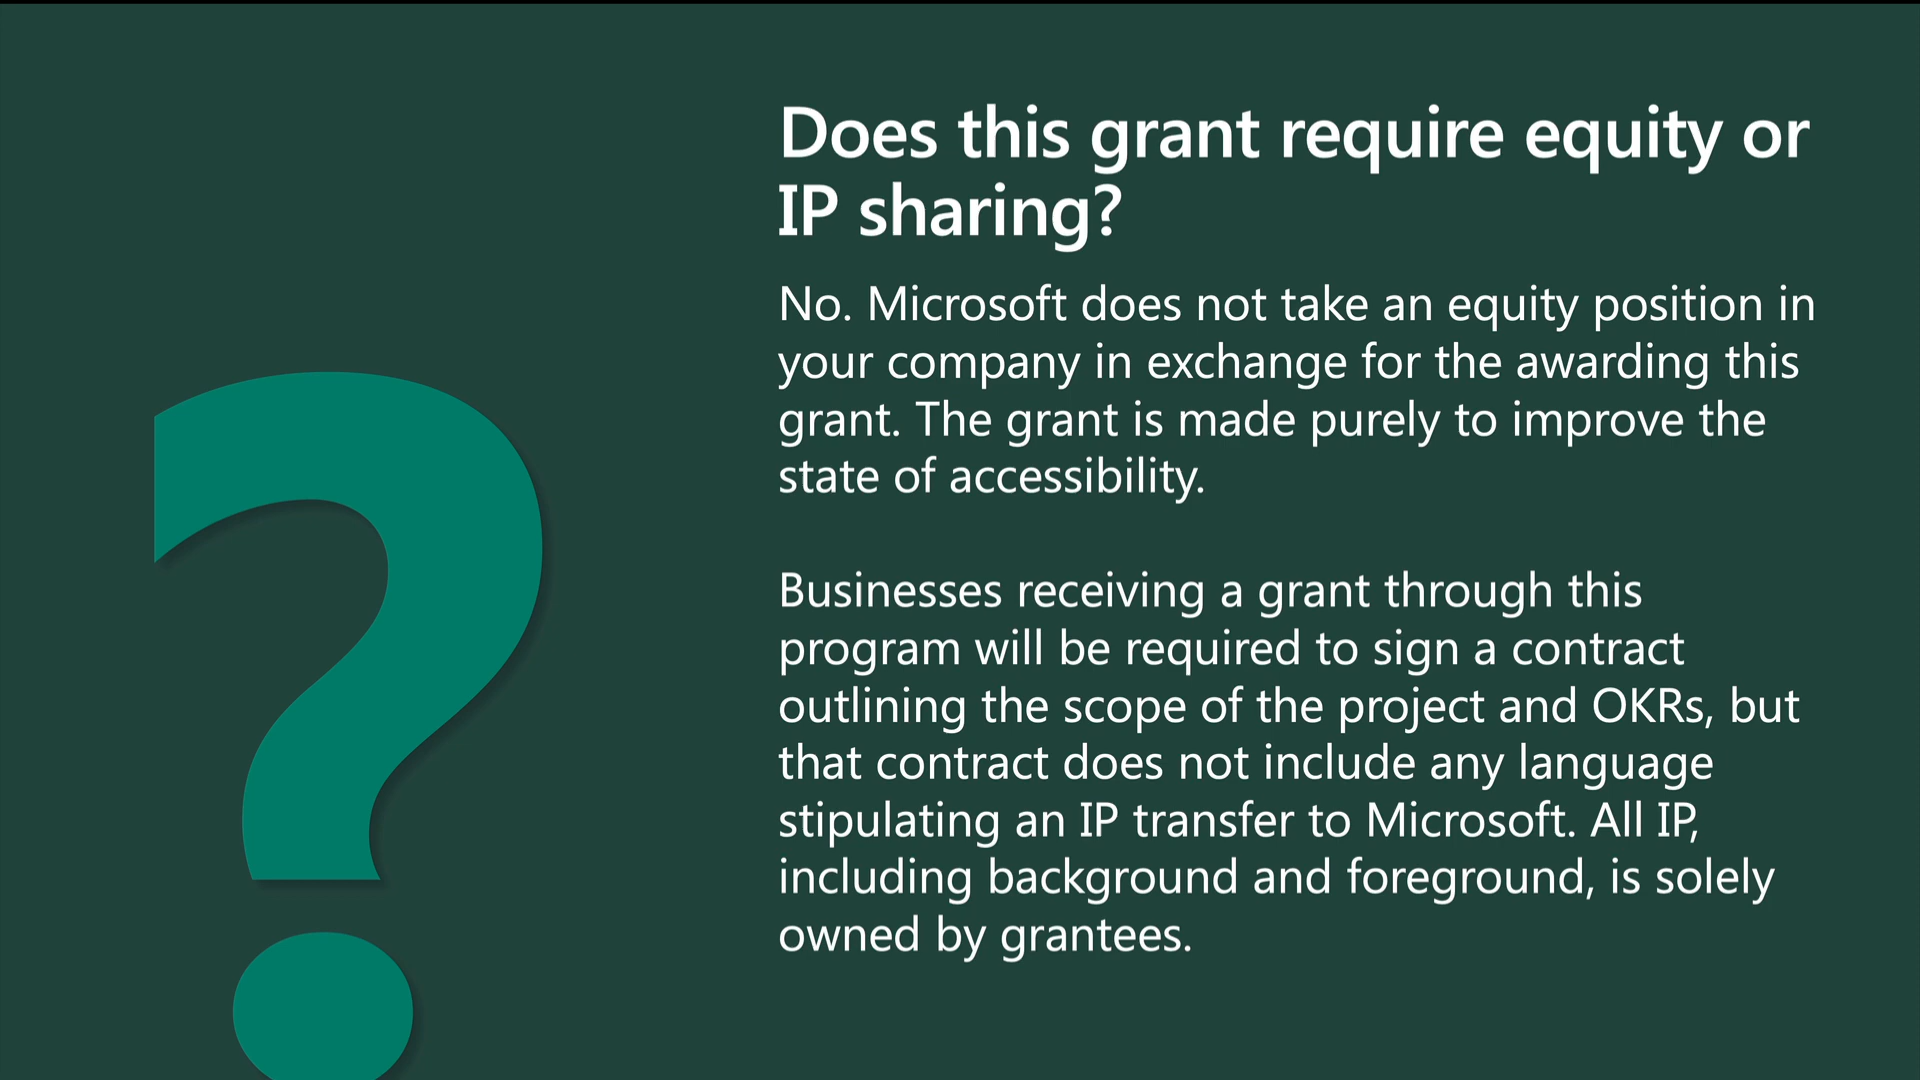 Does this grant require equity or
IP sharing?
No. Microsoft does not take an equity position in
your company in exchange for the awarding this
grant. The grant is made purely to improve the
state of accessibility.
Businesses receiving a grant through this
program will be required to sign a contract
outlining the scope of the project and OKRs, but
that contract does not include any language
stipulating an IP transfer to Microsoft. All IP,
including background and foreground, is solely
owned by grantees.
?